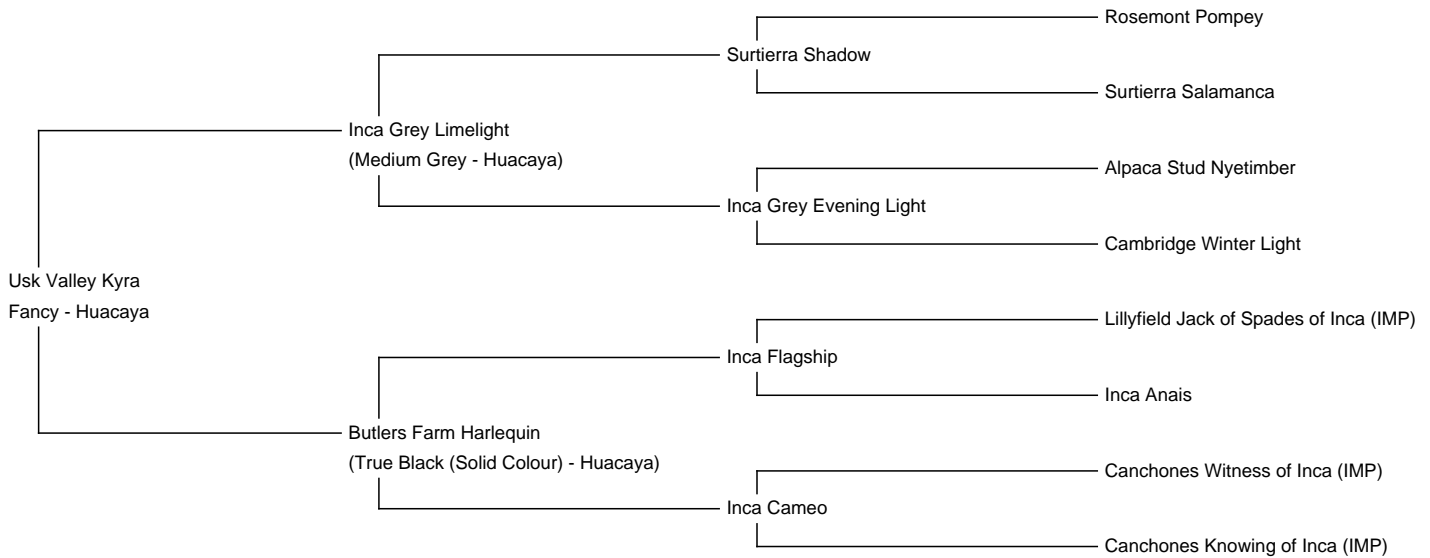 Rosemont Pompey
Surtierra Shadow
Surtierra Salamanca
Inca Grey Limelight
(Medium Grey - Huacaya)
Alpaca Stud Nyetimber
Inca Grey Evening Light
Cambridge Winter Light
Usk Valley Kyra
Fancy - Huacaya
Lillyfield Jack of Spades of Inca (IMP)
Inca Flagship
Inca Anais
Butlers Farm Harlequin
(True Black (Solid Colour) - Huacaya)
Canchones Witness of Inca (IMP)
Inca Cameo
Canchones Knowing of Inca (IMP)